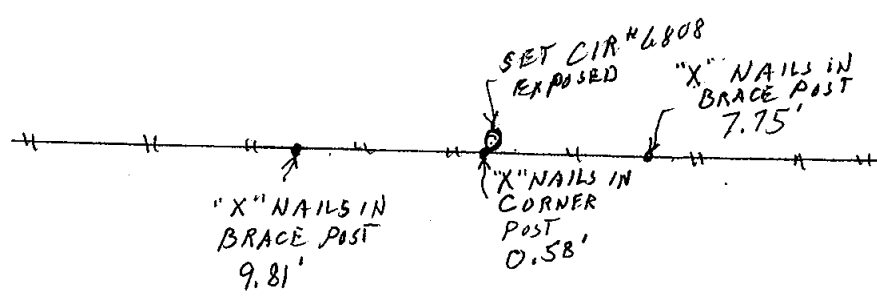 SET CIR #6808
EXPOSED
"X" NAILS IN
BRACE POST
7.75'
"X" NAILS IN
BRACE POST
9.81'
"X" NAILS IN
CORNER
POST
0.58'